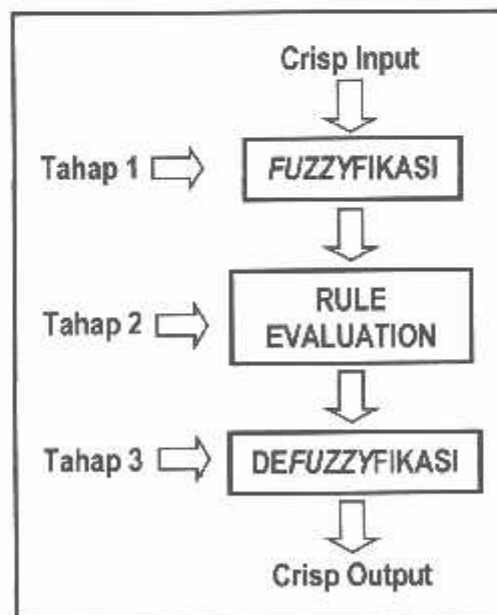 Crisp Input
Tahap 1 FUZZYFIKASI
Tahap 2 RULE EVALUATION
Tahap 3 DEFUZZYFIKASI
Crisp Output